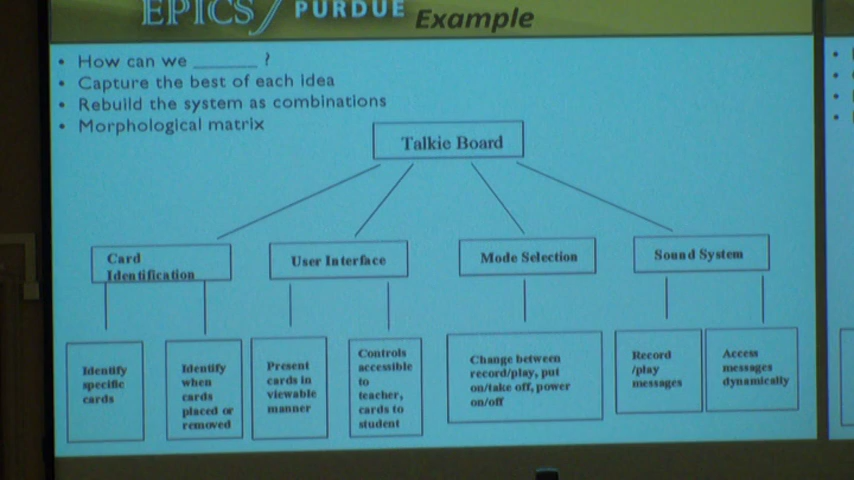 EPICS / PURDUE
Example
• How can we ______ ?
• Capture the best of each idea
• Rebuild the system as combinations
• Morphological matrix
Talkie Board
Card
Identification
User Interface
Mode Selection
Sound System
Identify
specific
cards
Identify
when
cards
placed or
removed
Present
cards in
viewable
manner
Controls
accessible
to
teacher,
cards to
student
Change between
record/play, put
on/take off, power
on/off
Record
/play
messages
Access
messages
dynamically